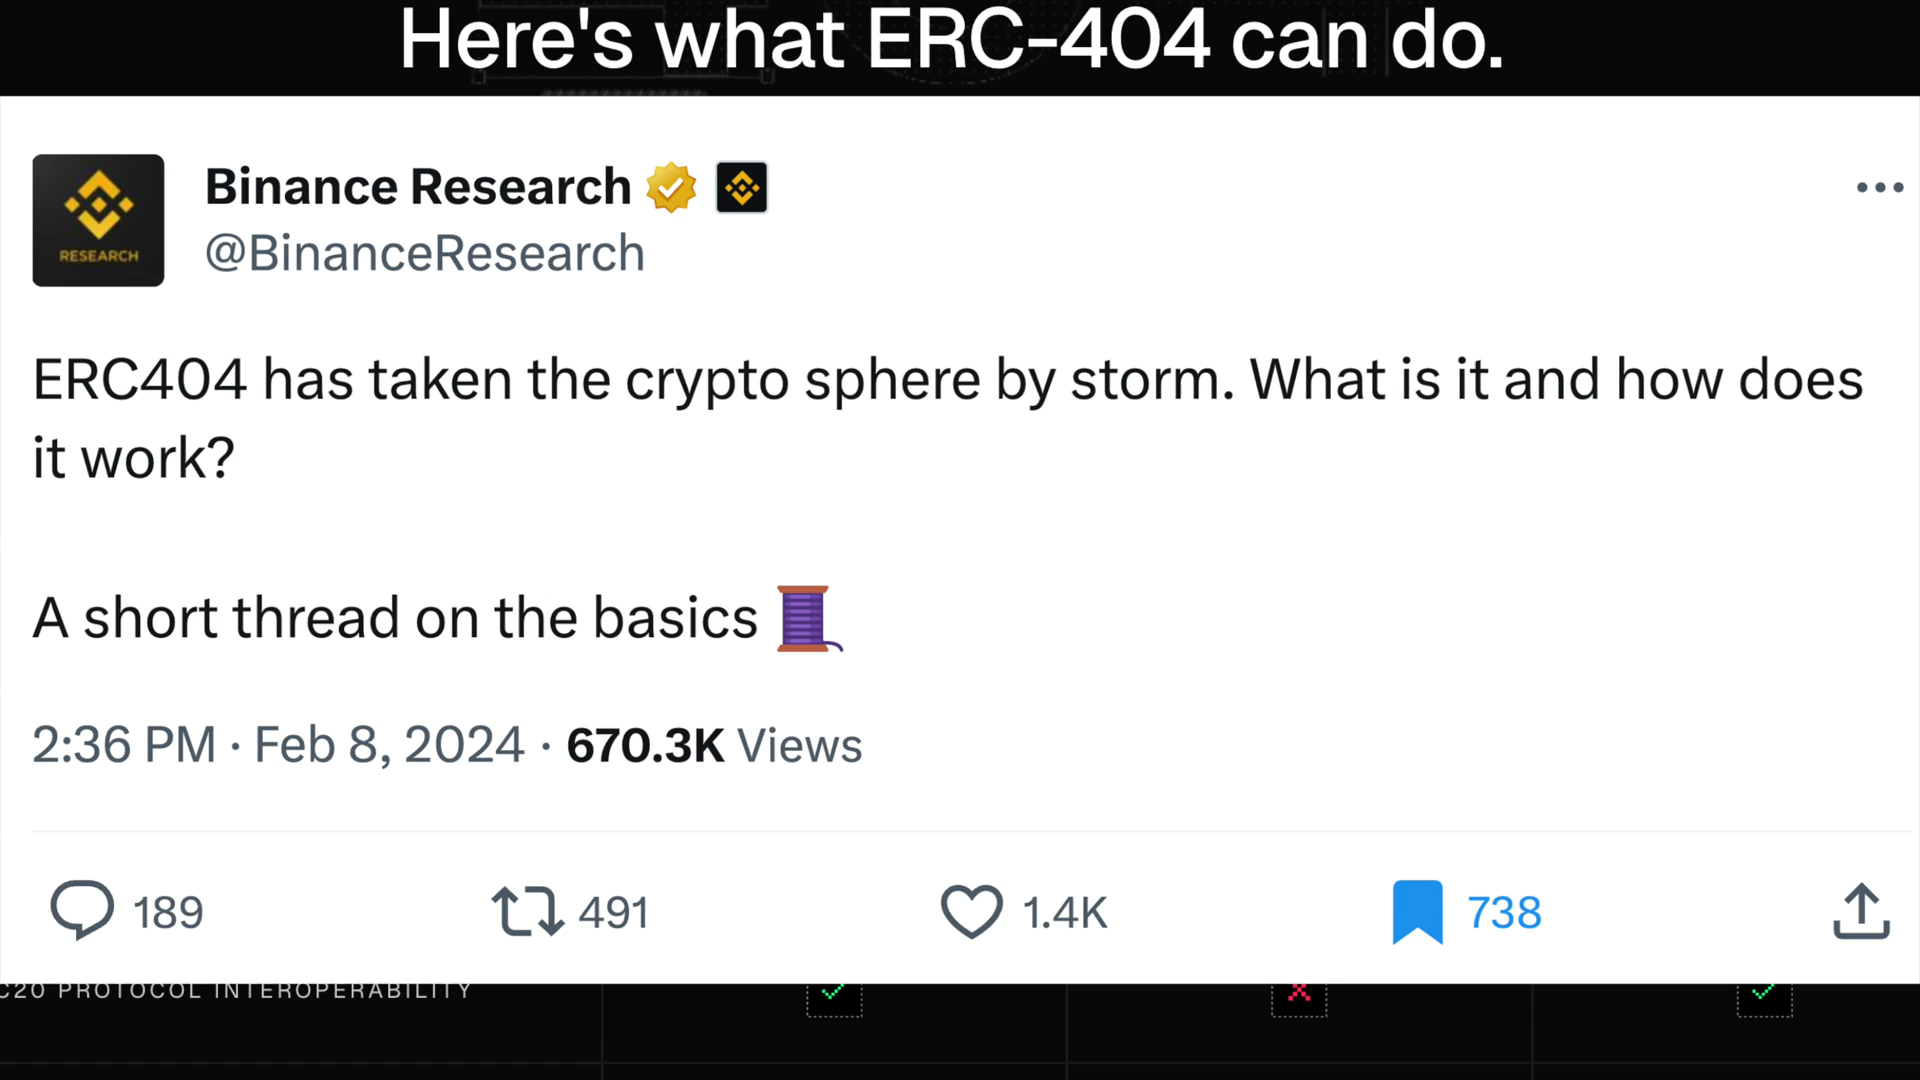 Here's what ERC-404 can do.
Binance Research
@BinanceResearch
RESEARCH
ERC404 has taken the crypto sphere by storm. What is it and how does
it work?
A short thread on the basics
2:36 PM · Feb 8, 2024 · 670.3K Views
189
491
1.4K
738
C20 PROTOCOL INTEROPERABILITY